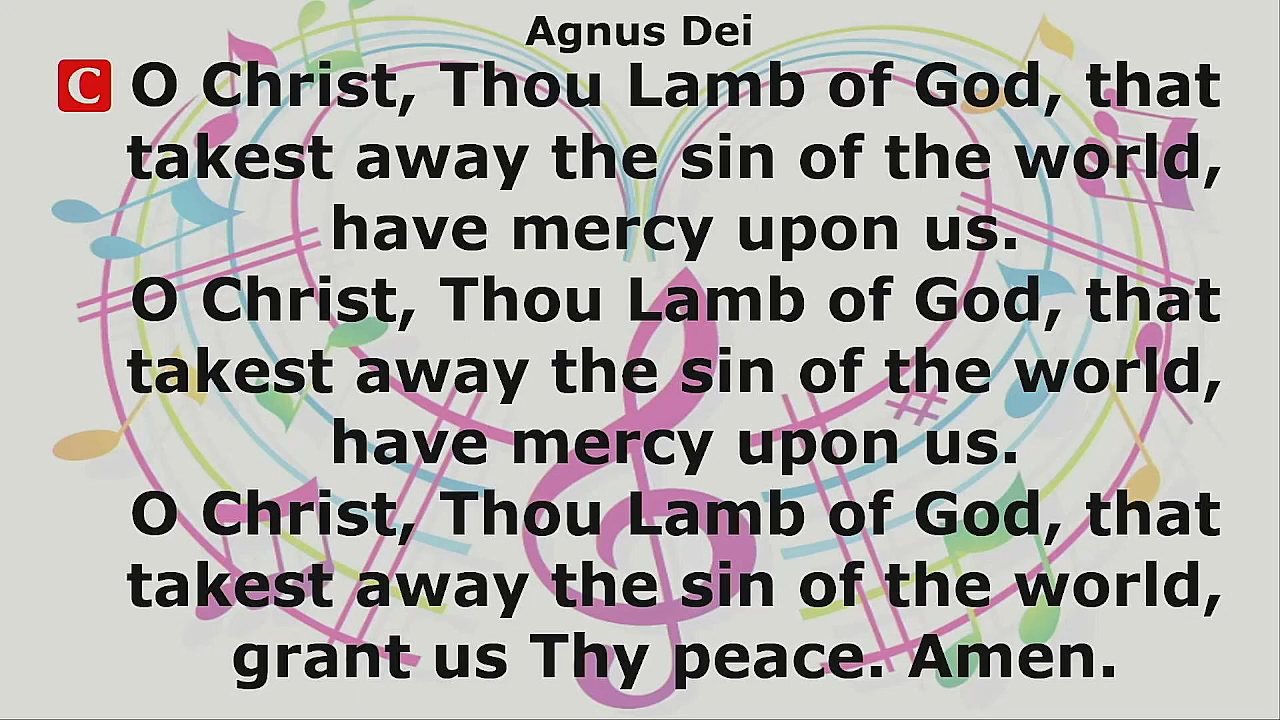 Agnus Dei
C O Christ, Thou Lamb of God, that
takest away the sin of the world,
have mercy upon us.
O Christ, Thou Lamb of God, that
takest away the sin of the world,
have mercy upon us.
O Christ, Thou Lamb of God, that
takest away the sin of the world,
grant us Thy peace. Amen.